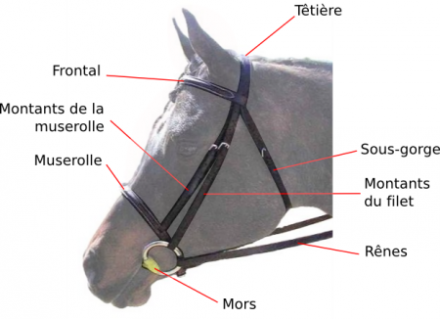 Têtière
Frontal
Montants de la
muserolle
Muserolle
Sous-gorge
Montants
du filet
Rênes
Mors